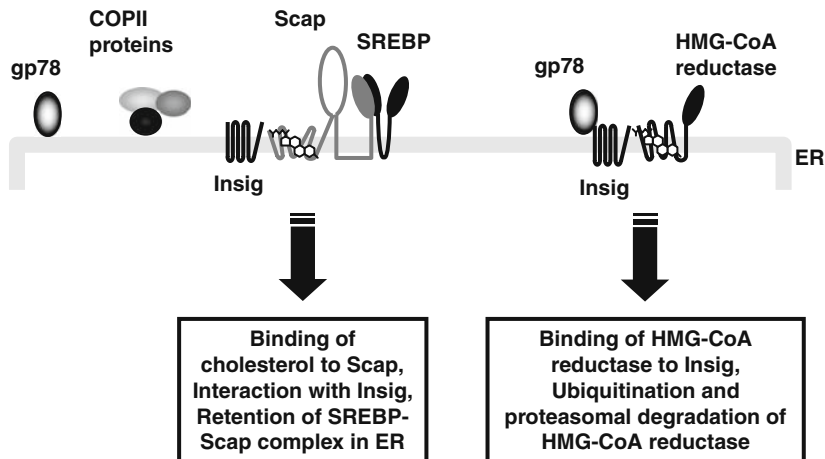 COPII
proteins
gp78
Scap
SREBP
Insig
gp78
HMG-CoA
reductase
Insig
ER
Binding of
cholesterol to Scap,
Interaction with Insig,
Retention of SREBP-
Scap complex in ER
Binding of HMG-CoA
reductase to Insig,
Ubiquitination and
proteasomal degradation of
HMG-CoA reductase